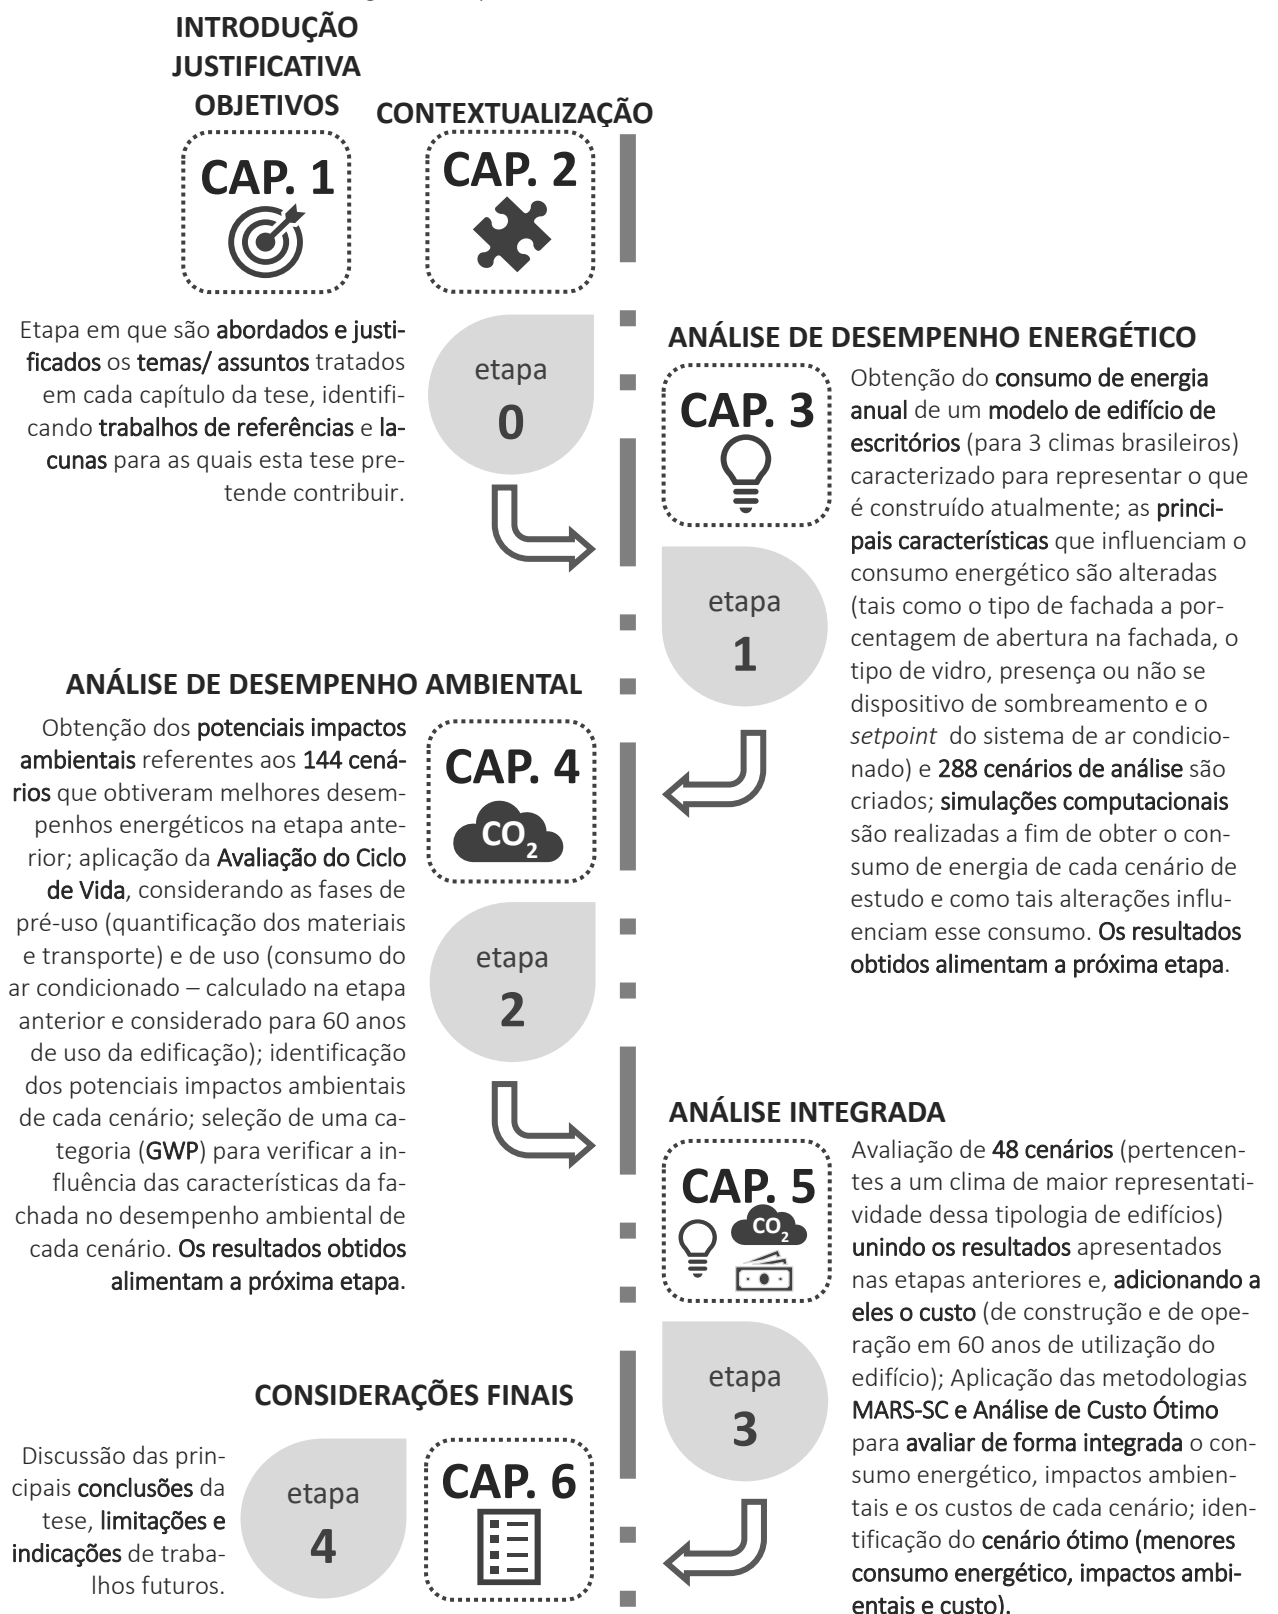 INTRODUÇÃO
JUSTIFICATIVA
OBJETIVOS
CONTEXTUALIZAÇÃO
CAP. 1
CAP. 2
Etapa em que são abordados e justi-
ficados os temas/ assuntos tratados
em cada capítulo da tese, identifi-
cando trabalhos de referências e la-
cunas para as quais esta tese pre-
tende contribuir.
etapa
0
ANÁLISE DE DESEMPENHO ENERGÉTICO
CAP. 3
etapa
1
Obtenção do consumo de energia
anual de um modelo de edifício de
escritórios (para 3 climas brasileiros)
caracterizado para representar o que
é construído atualmente; as princi-
pais características que influenciam o
consumo energético são alteradas
(tais como o tipo de fachada a por-
centagem de abertura na fachada, o
tipo de vidro, presença ou não se
dispositivo de sombreamento e o
setpoint do sistema de ar condicio-
nado) e 288 cenários de análise são
criados; simulações computacionais
são realizadas a fim de obter o con-
sumo de energia de cada cenário de
estudo e como tais alterações influ-
enciam esse consumo. Os resultados
obtidos alimentam a próxima etapa.
ANÁLISE DE DESEMPENHO AMBIENTAL
Obtenção dos potenciais impactos
ambientais referentes aos 144 cená-
rios que obtiveram melhores desem-
penhos energéticos na etapa ante-
rior; aplicação da Avaliação do Ciclo
de Vida, considerando as fases de
pré-uso (quantificação dos materiais
e transporte) e de uso (consumo do
ar condicionado – calculado na etapa
anterior e considerado para 60 anos
de uso da edificação); identificação
dos potenciais impactos ambientais
de cada cenário; seleção de uma ca-
tegoria (GWP) para verificar a in-
fluência das características da fa-
chada no desempenho ambiental de
cada cenário. Os resultados obtidos
alimentam a próxima etapa.
CAP. 4
CO2
etapa
2
ANÁLISE INTEGRADA
CAP. 5
CO2
etapa
3
Avaliação de 48 cenários (pertencen-
tes a um clima de maior representati-
vidade dessa tipologia de edifícios)
unindo os resultados apresentados
nas etapas anteriores e, adicionando a
eles o custo (de construção e de ope-
ração em 60 anos de utilização do
edifício); Aplicação das metodologias
MARS-SC e Análise de Custo Ótimo
para avaliar de forma integrada o con-
sumo energético, impactos ambien-
tais e os custos de cada cenário; iden-
tificação do cenário ótimo (menores
consumo energético, impactos ambi-
entais e custo).
CONSIDERAÇÕES FINAIS
Discussão das prin-
cipais conclusões da
tese, limitações e
indicações de traba-
lhos futuros.
etapa
4
CAP. 6